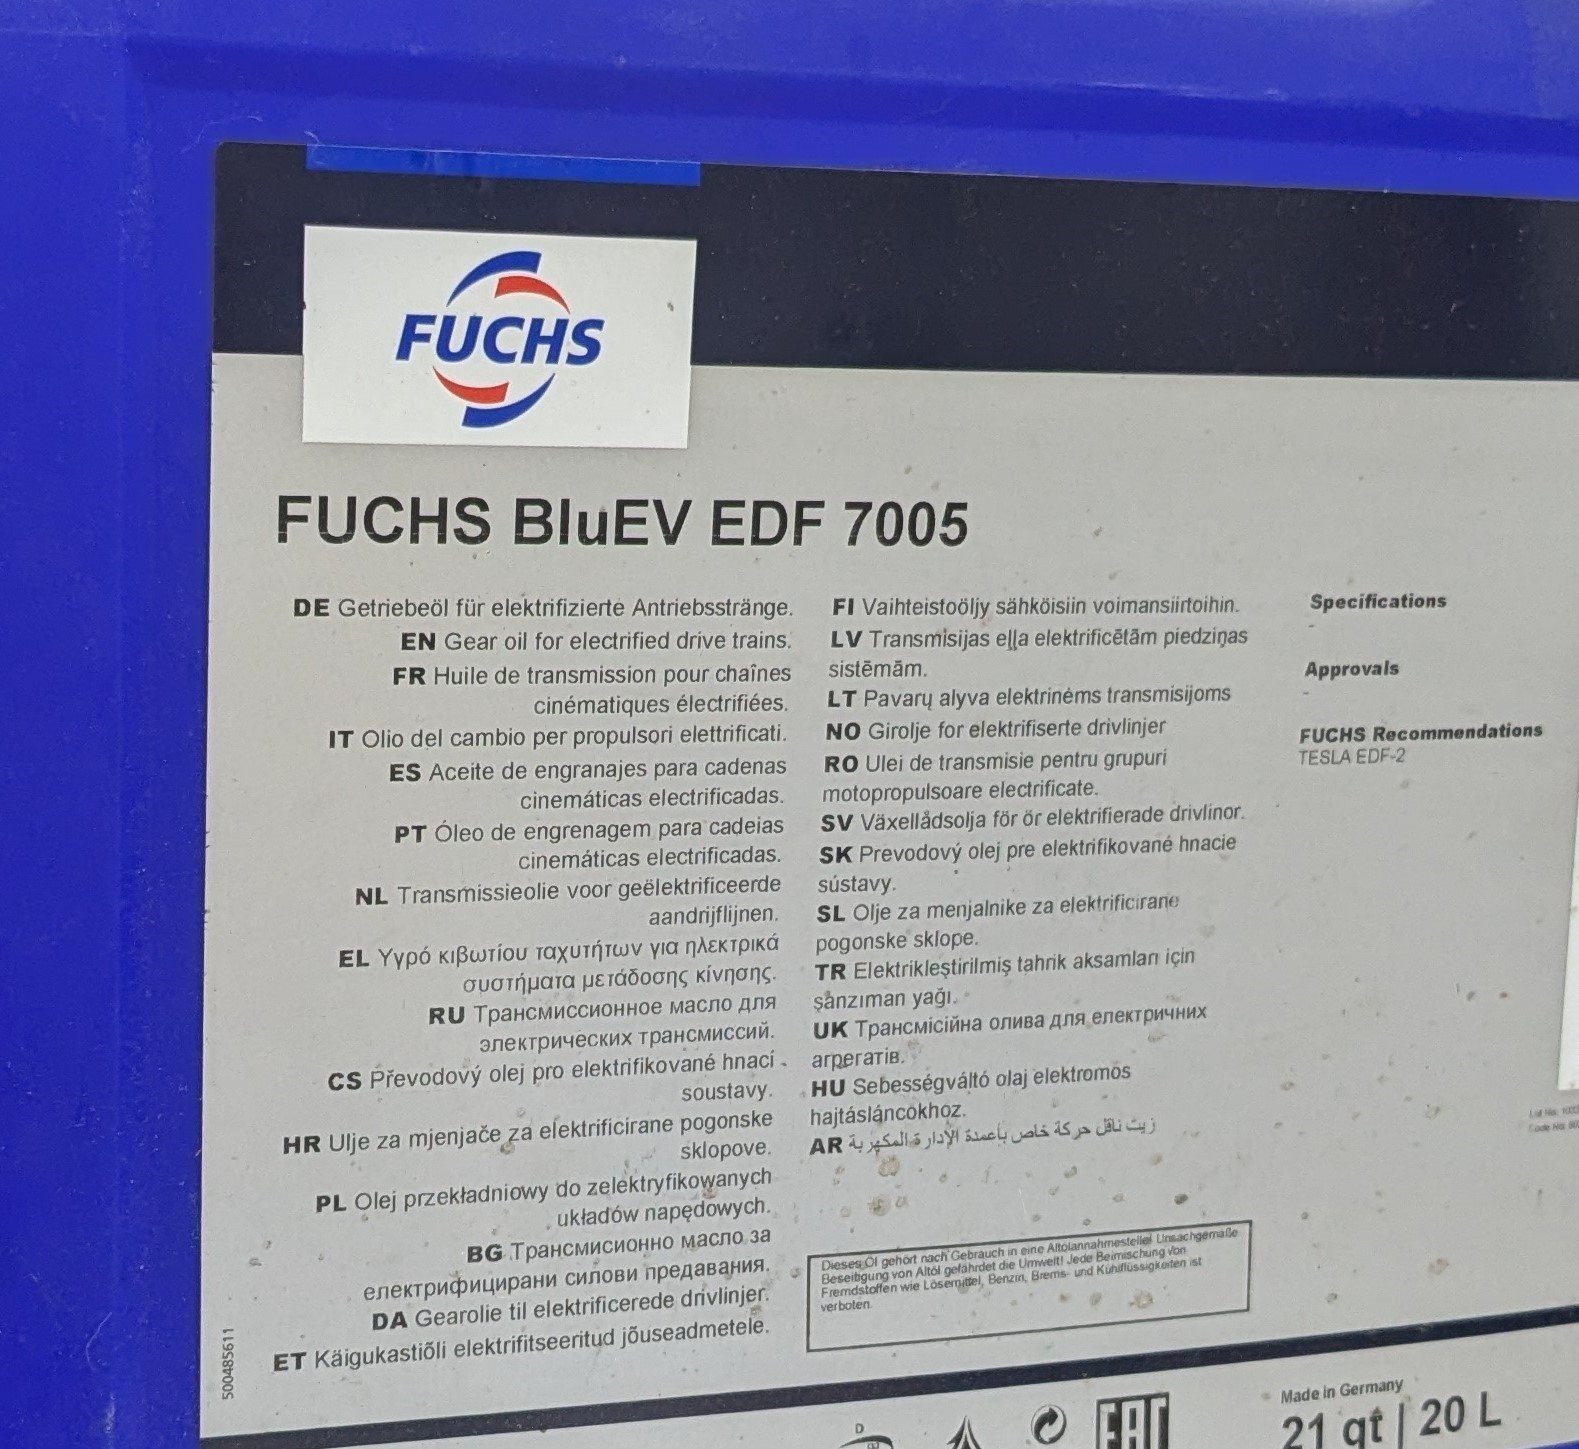 FUCHS
FUCHS BluEV EDF 7005
DE Getriebeöl für elektrifizierte Antriebsstränge.
EN Gear oil for electrified drive trains.
FR Huile de transmission pour chaînes
cinématiques électrifiées.
IT Olio del cambio per propulsori elettrificati.
ES Aceite de engranajes para cadenas
cinemáticas electrificadas.
PT Óleo de engrenagem para cadeias
cinemáticas electrificadas.
NL Transmissieolie voor geëlektrificeerde
aandrijflijnen.
EL Υγρό κιβωτίου ταχυτήτων για ηλεκτρικά
συστήματα μετάδοσης κίνησης.
RU Трансмиссионное масло для
электрических трансмиссий.
CS Převodový olej pro elektrifikované hnací
soustavy.
HR Ulje za mjenjače za elektrificirane pogonske
sklopove.
PL Olej przekładniowy do zelektryfikowanych
układów napędowych.
BG Трансмисионно масло за
електрифицирани силови предавания.
DA Gearolie til elektrificerede drivlinjer.
ET Käigukastiõli elektrifitseeritud jõuseadmetele.
FI Vaihteistoöljy sähköisiin voimansiirtoihin.
LV Transmisijas eļļa elektrificētām piedziņas
sistēmām.
LT Pavarų alyva elektrinėms transmisijoms
NO Girolje for elektrifiserte drivlinjer
RO Ulei de transmisie pentru grupuri
motopropulsoare electrificate.
SV Växellådsolja för ör elektrifierade drivlinor.
SK Prevodový olej pre elektrifikované hnacie
sústavy.
SL Olje za menjalnike za elektrificirane
pogonske sklope.
TR Elektrikleştirilmiş tahrik aksamları için
şanzıman yağı.
UK Трансмісійна олива для електричних
агрегатів.
HU Sebességváltó olaj elektromos
hajtásláncokhoz.
AR زيت ناقل حركة خاص بأعمدة الإدارة المكهربة
Dieses Öl gehört nach Gebrauch in eine Altölannahmestelle! Unsachgemäße
Beseitigung von Altöl gefährdet die Umwelt! Jede Beimischung von
Fremdstoffen wie Lösemittel, Benzin, Brems- und Kühlflüssigkeiten ist
verboten.
Specifications
-
Approvals
-
FUCHS Recommendations
TESLA EDF-2
Lot No.
Code No.
500485611
D
EAC
Made in Germany
21 qt | 20 L